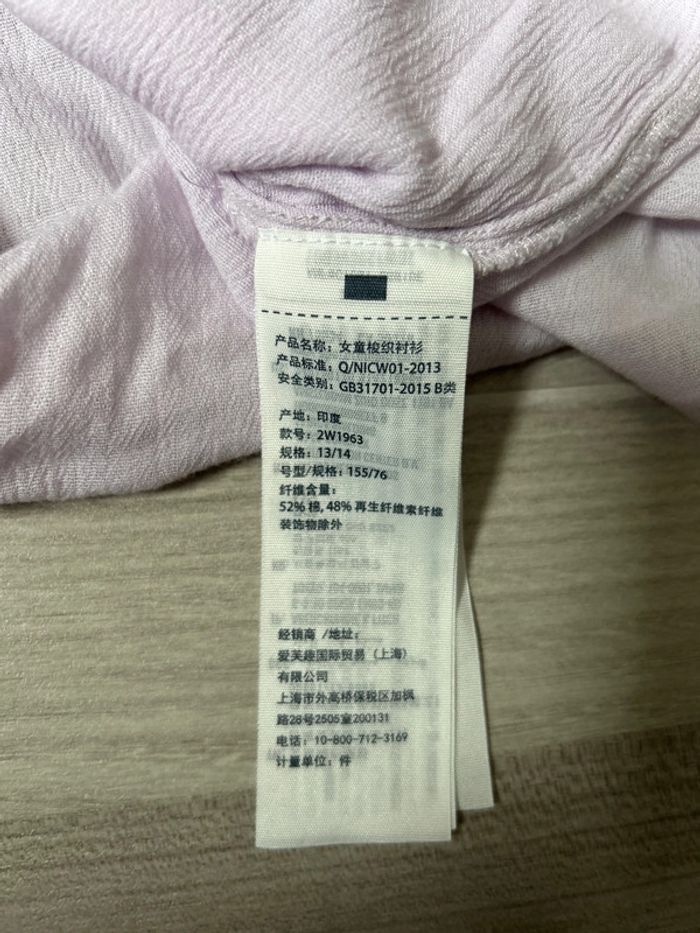 产品名称: 女童梭织衬衫
产品标准: Q/NICW01-2013
安全类别: GB31701-2015 B类
产地: 印度
款号: 2W1963
规格: 13/14
号型/规格: 155/76
纤维含量:
52% 棉, 48% 再生纤维素纤维
装饰物除外
经销商 /地址:
爱芙趣国际贸易 (上海)
有限公司
上海市外高桥保税区加枫
路26号2505室200131
电话: 10-800-712-3169
计量单位: 件